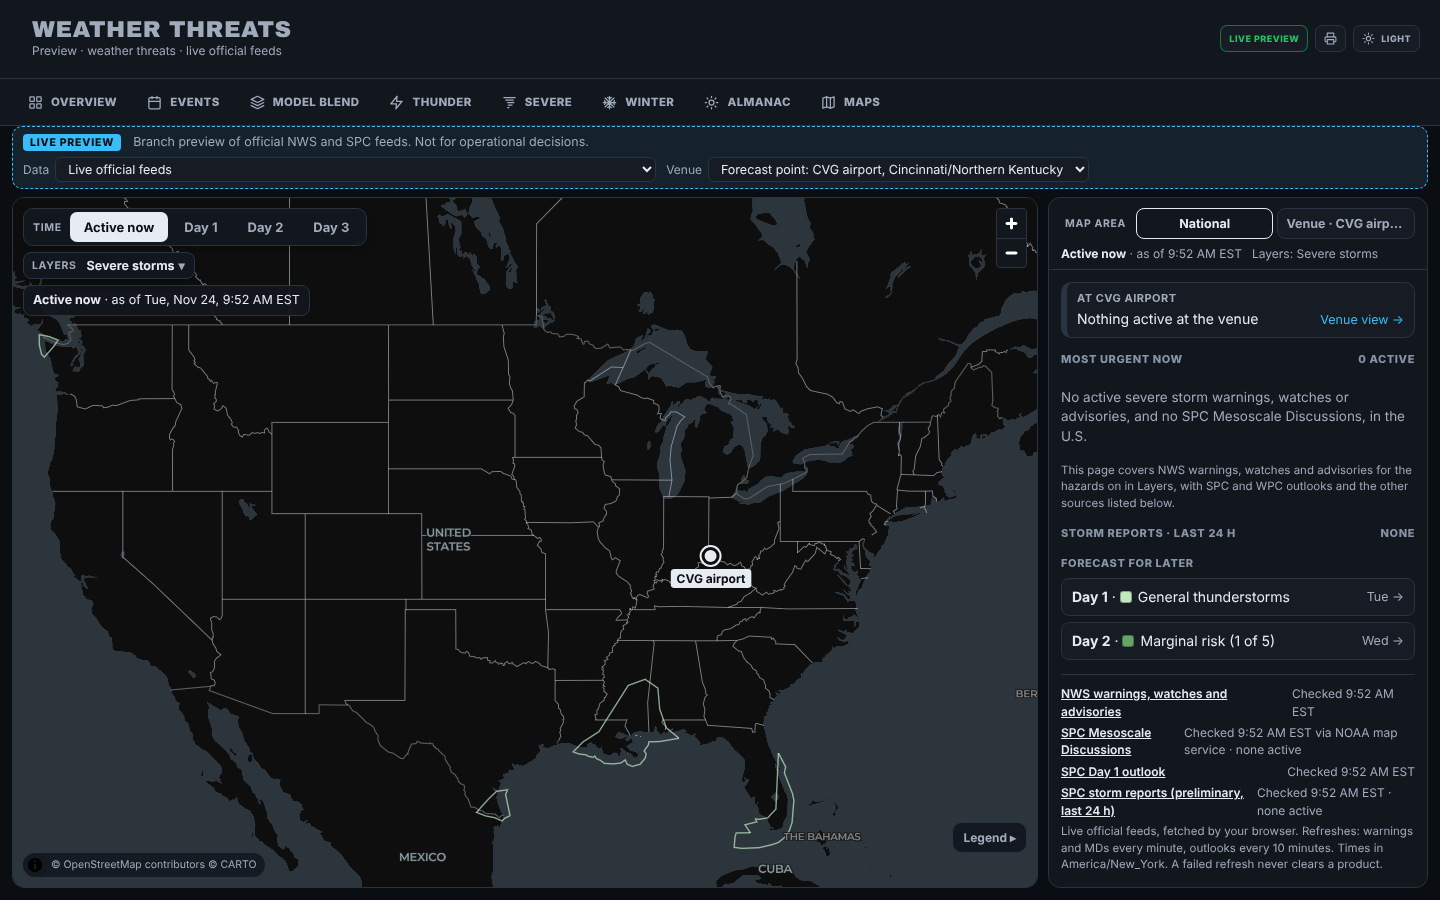 WEATHER THREATS
Preview · weather threats · live official feeds
LIVE PREVIEW
LIGHT
OVERVIEW
EVENTS
MODEL BLEND
THUNDER
SEVERE
WINTER
ALMANAC
MAPS
LIVE PREVIEW Branch preview of official NWS and SPC feeds. Not for operational decisions.
Data Live official feeds Venue Forecast point: CVG airport, Cincinnati/Northern Kentucky
TIME Active now Day 1 Day 2 Day 3
LAYERS Severe storms ▾
Active now · as of Tue, Nov 24, 9:52 AM EST
+
−
UNITED
STATES
CVG airport
BER
THE BAHAMAS
MEXICO
CUBA
Legend ▸
© OpenStreetMap contributors © CARTO
MAP AREA National Venue · CVG airp...
Active now · as of 9:52 AM EST Layers: Severe storms
AT CVG AIRPORT
Nothing active at the venue Venue view →
MOST URGENT NOW 0 ACTIVE
No active severe storm warnings, watches or
advisories, and no SPC Mesoscale Discussions, in the
U.S.
This page covers NWS warnings, watches and advisories for the
hazards on in Layers, with SPC and WPC outlooks and the other
sources listed below.
STORM REPORTS · LAST 24 H NONE
FORECAST FOR LATER
Day 1 · General thunderstorms Tue →
Day 2 · Marginal risk (1 of 5) Wed →
NWS warnings, watches and Checked 9:52 AM
advisories EST
SPC Mesoscale Checked 9:52 AM EST via NOAA map
Discussions service · none active
SPC Day 1 outlook Checked 9:52 AM EST
SPC storm reports (preliminary, Checked 9:52 AM EST ·
last 24 h) none active
Live official feeds, fetched by your browser. Refreshes: warnings
and MDs every minute, outlooks every 10 minutes. Times in
America/New_York. A failed refresh never clears a product.